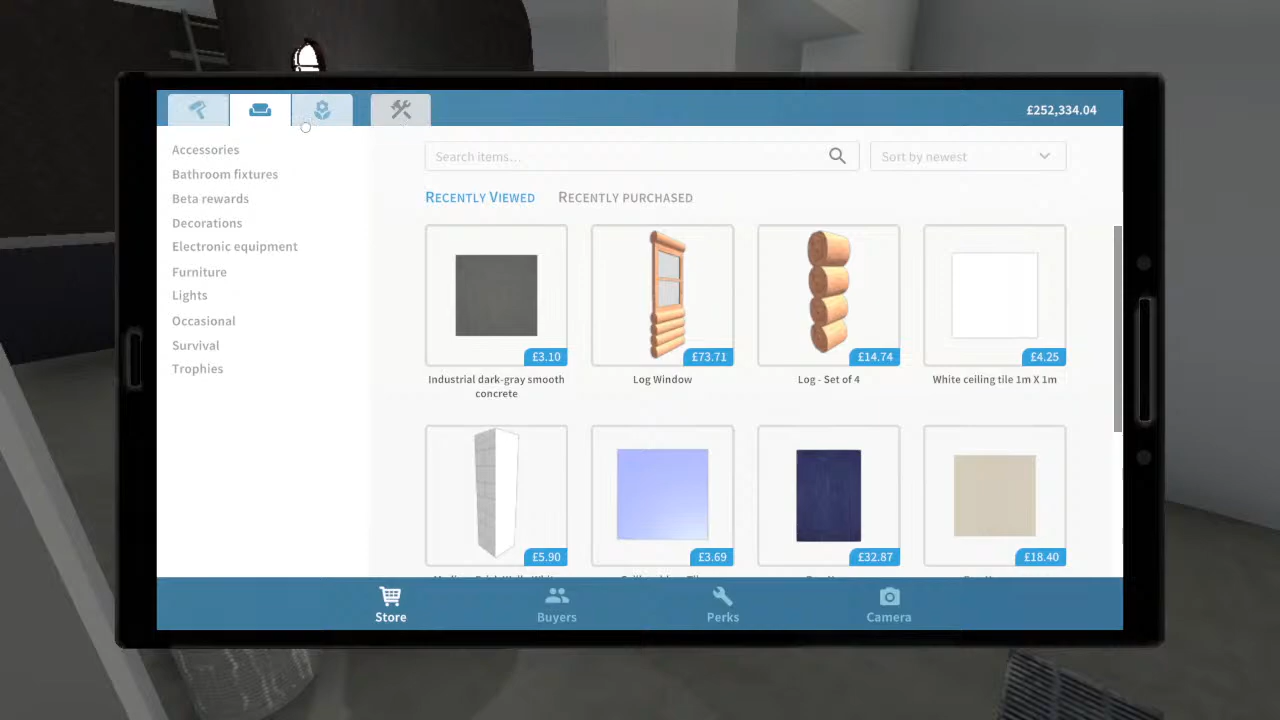 £252,334.04
Accessories
Bathroom fixtures
Beta rewards
Decorations
Electronic equipment
Furniture
Lights
Occasional
Survival
Trophies
Search items...
Sort by newest
RECENTLY VIEWED
RECENTLY PURCHASED
£3.10
£73.71
£14.74
£4.25
Industrial dark-gray smooth
concrete
Log Window
Log - Set of 4
White ceiling tile 1m X 1m
£5.90
£3.69
£32.87
£18.40
Store
Buyers
Perks
Camera